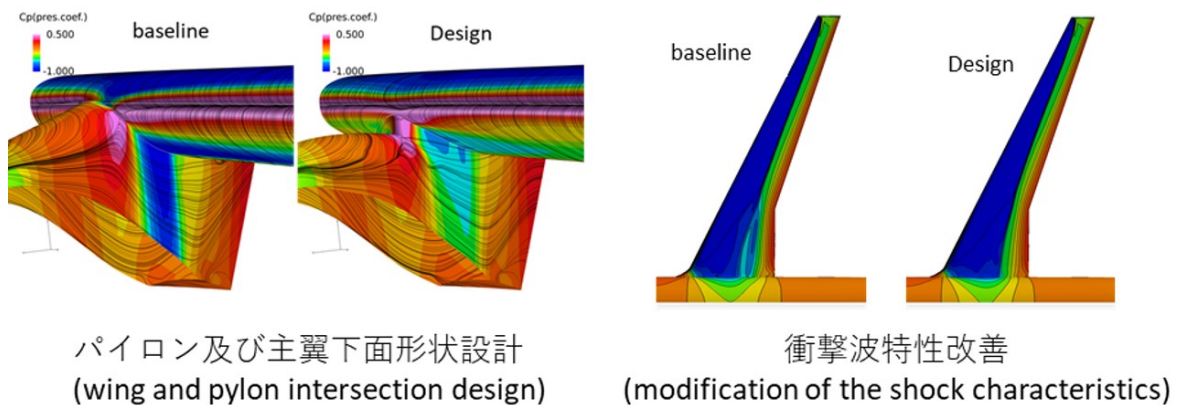 Cp(pres.coef.)
0.500
-1.000
baseline
Cp(pres.coef.)
0.500
-1.000
Design
baseline
Design
パイロン及び主翼下面形状設計
(wing and pylon intersection design)
衝撃波特性改善
(modification of the shock characteristics)